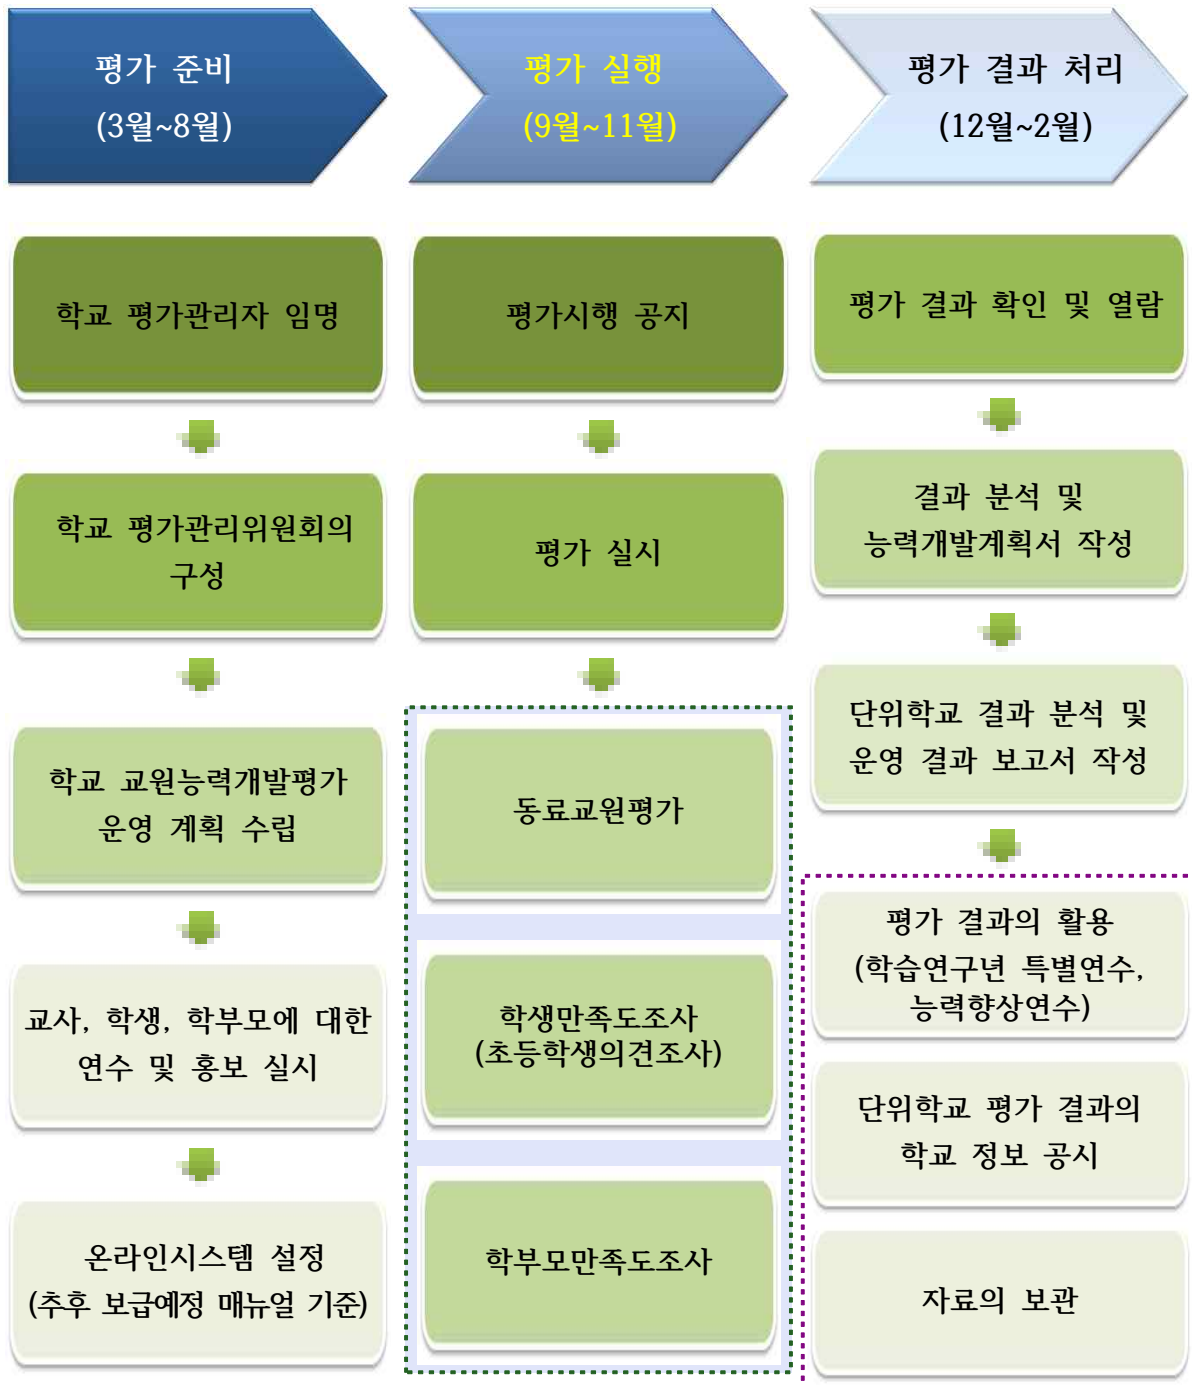 평가 준비
(3월~8월)
평가 실행
(9월~11월)
평가 결과 처리
(12월~2월)
학교 평가관리자 임명
학교 평가관리위원회의
구성
학교 교원능력개발평가
운영 계획 수립
교사, 학생, 학부모에 대한
연수 및 홍보 실시
온라인시스템 설정
(추후 보급예정 매뉴얼 기준)
평가시행 공지
평가 실시
동료교원평가
학생만족도조사
(초등학생의견조사)
학부모만족도조사
평가 결과 확인 및 열람
결과 분석 및
능력개발계획서 작성
단위학교 결과 분석 및
운영 결과 보고서 작성
평가 결과의 활용
(학습연구년 특별연수,
능력향상연수)
단위학교 평가 결과의
학교 정보 공시
자료의 보관